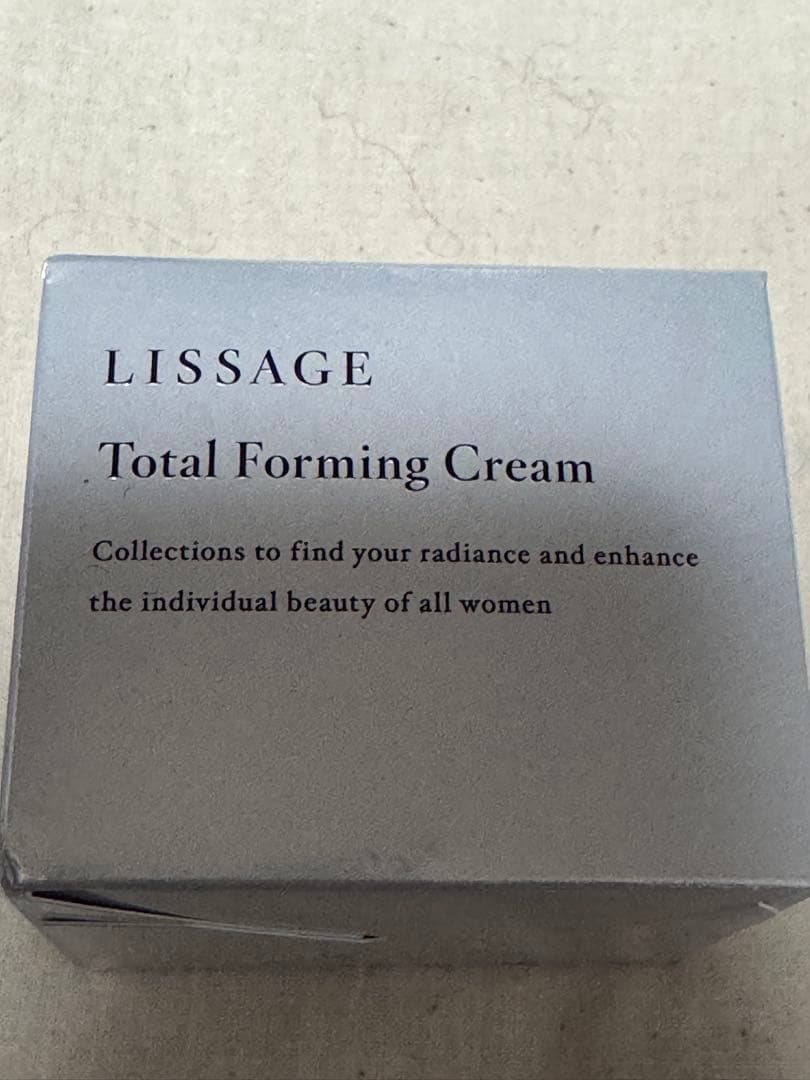 LISSAGE
Total Forming Cream
Collections to find your radiance and enhance
the individual beauty of all women